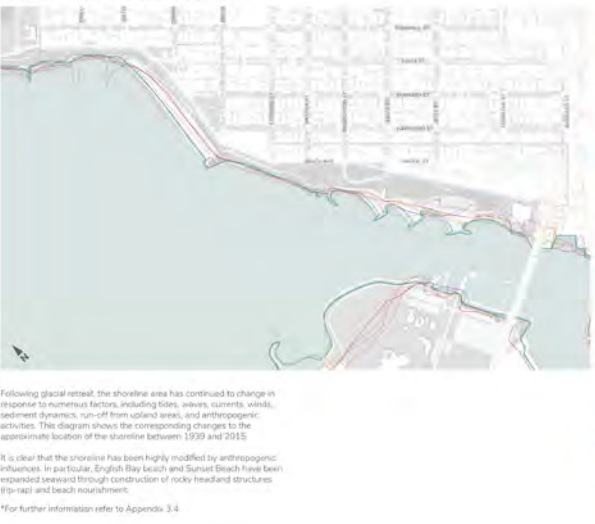 Following glacial retreat, the shoreline area has continued to change in
response to numerous factors, including tides, waves, currents, winds,
sediment dynamics, run-off from upland areas, and anthropogenic
activities. This diagram shows the corresponding changes to the
approximate location of the shoreline between 1939 and 2015.
It is clear that the shoreline has been highly modified by anthropogenic
influences. In particular, English Bay beach and Sunset Beach have been
expanded seaward through construction of rocky headland structures
(rip-rap) and beach nourishment.
*For further information refer to Appendix 3.4
N